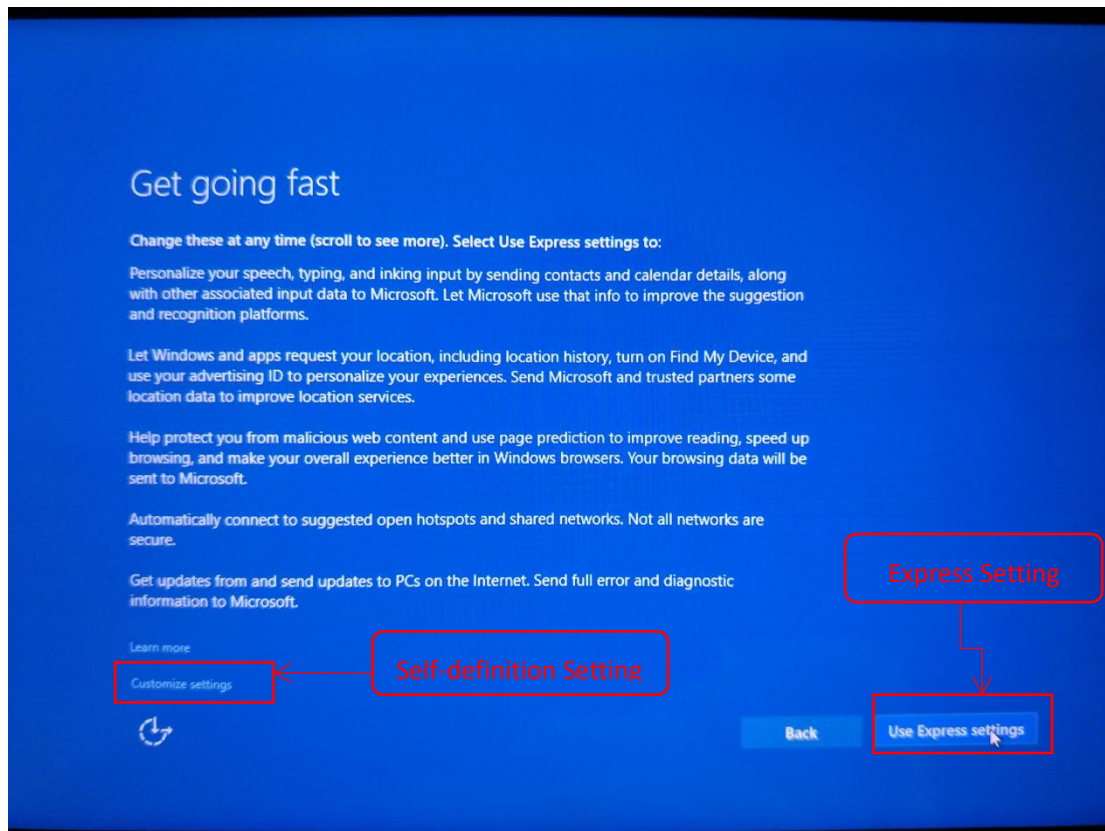 Get going fast
Change these at any time (scroll to see more). Select Use Express settings to:
Personalize your speech, typing, and inking input by sending contacts and calendar details, along
with other associated input data to Microsoft. Let Microsoft use that info to improve the suggestion
and recognition platforms.
Let Windows and apps request your location, including location history, turn on Find My Device, and
use your advertising ID to personalize your experiences. Send Microsoft and trusted partners some
location data to improve location services.
Help protect you from malicious web content and use page prediction to improve reading, speed up
browsing, and make your overall experience better in Windows browsers. Your browsing data will be
sent to Microsoft.
Automatically connect to suggested open hotspots and shared networks. Not all networks are
secure.
Get updates from and send updates to PCs on the Internet. Send full error and diagnostic
information to Microsoft.
Express Setting
Learn more
Self-definition Setting
Customize settings
Back
Use Express settings